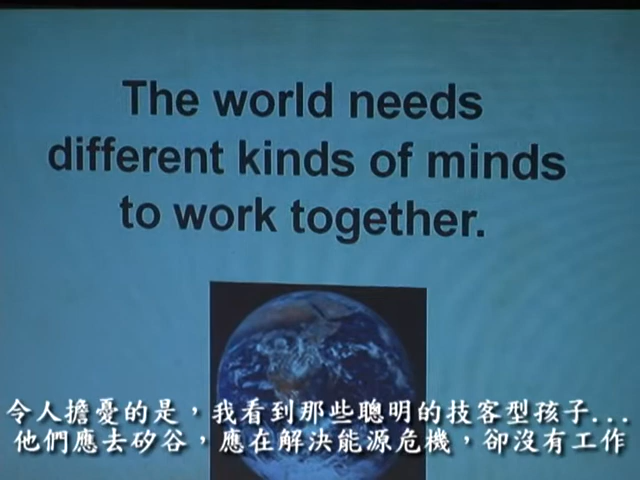 The world needs
different kinds of minds
to work together.
令人擔憂的是，我看到那些聰明的技客型孩子...
他們應去矽谷，應在解決能源危機，卻沒有工作